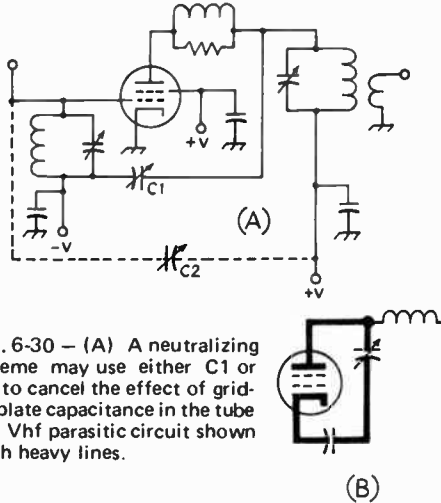 +V
C1
(A)
-V
C2
+V
. 6-30 — (A) A neutralizing
eme may use either C1 or
to cancel the effect of grid-
plate capacitance in the tube
Vhf parasitic circuit shown
h heavy lines.
(B)